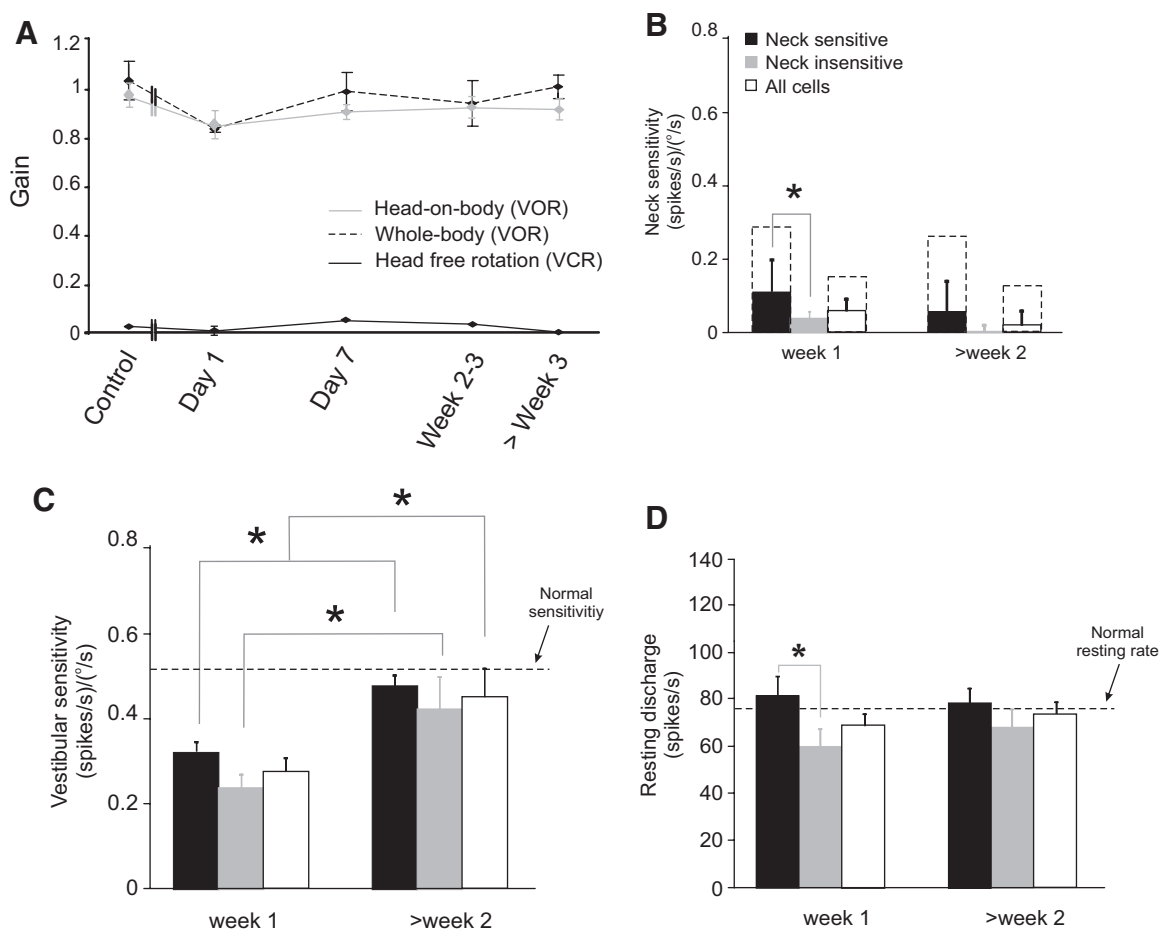 A
1.2
1
0.8
0.6
0.4
0.2
0
Gain
Head-on-body (VOR)
Whole-body (VOR)
Head free rotation (VCR)
Control
Day 1
Day 7
Week 2-3
> Week 3
B
Neck sensitive
Neck insensitive
All cells
0.8
0.6
0.4
0.2
0
Neck sensitivity
(spikes/s)/(°/s)
*
week 1
>week 2
C
0.8
0.6
0.4
0.2
0
Vestibular sensitivity
(spikes/s)/(°/s)
*
*
*
Normal
sensitivitiy
week 1
>week 2
D
140
120
100
80
60
40
20
0
Resting discharge
(spikes/s)
*
Normal
resting rate
week 1
>week 2